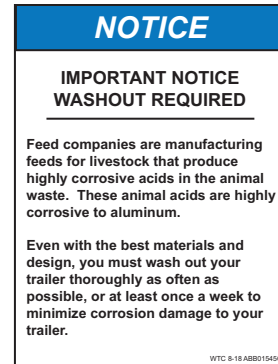 NOTICE
IMPORTANT NOTICE
WASHOUT REQUIRED
Feed companies are manufacturing
feeds for livestock that produce
highly corrosive acids in the animal
waste.  These animal acids are highly
corrosive to aluminum.
Even with the best materials and
design, you must wash out your
trailer thoroughly as often as
possible, or at least once a week to
minimize corrosion damage to your
trailer.
WTC 8-18 ABB01545